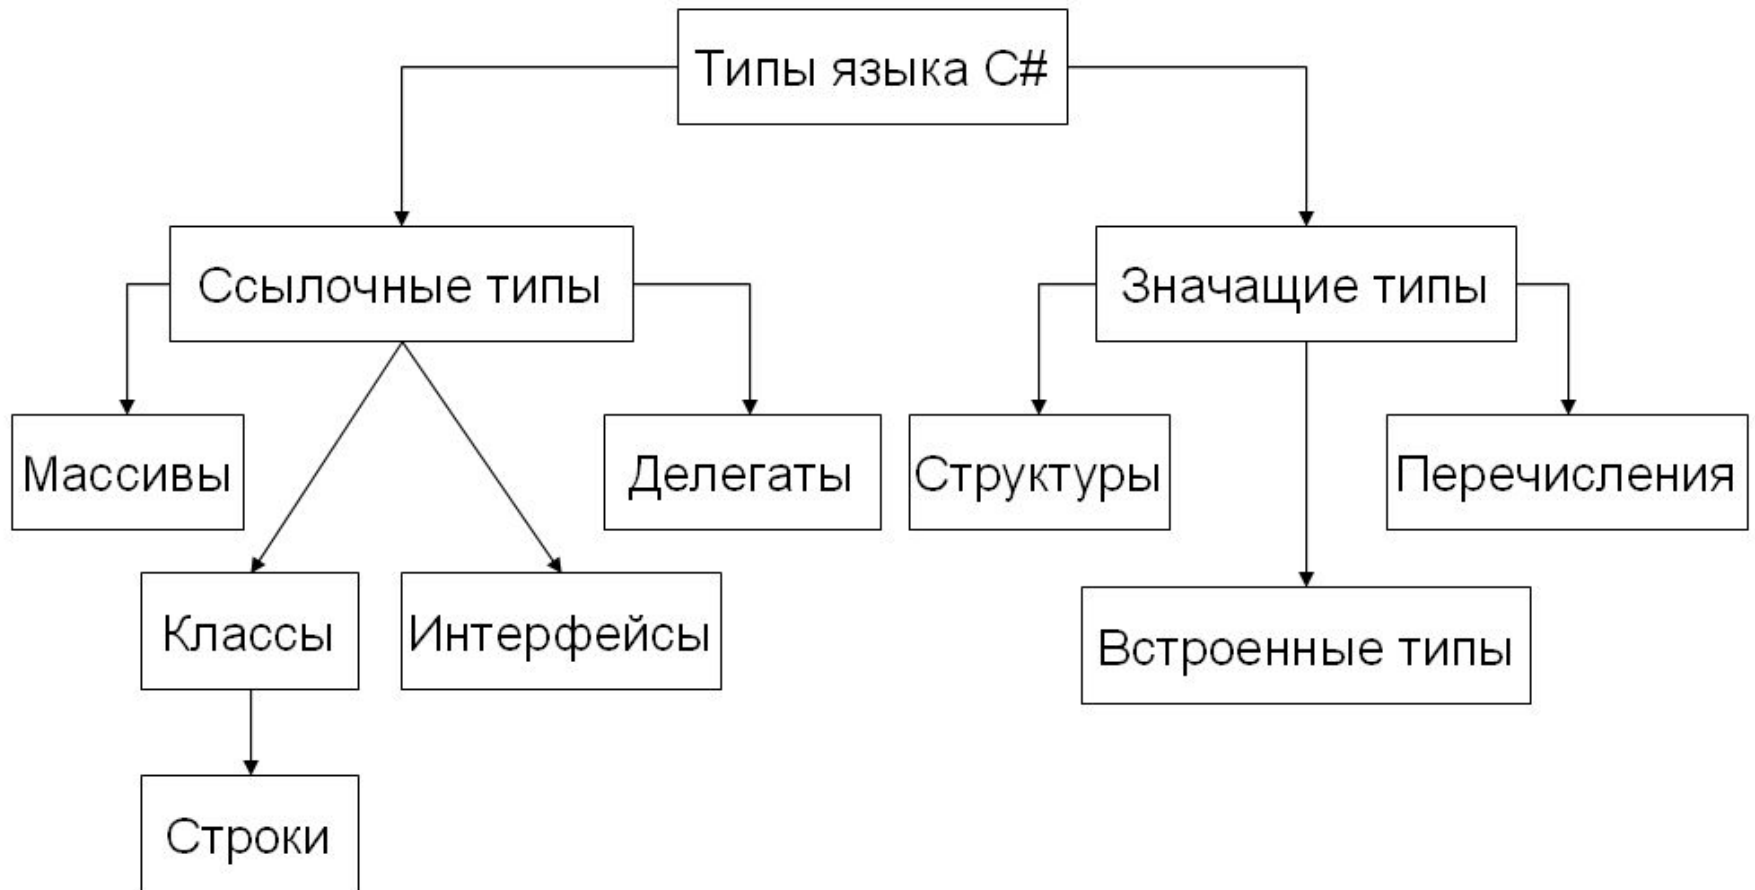 Типы языка C#
Ссылочные типы
Значащие типы
Массивы
Делегаты
Структуры
Перечисления
Классы
Интерфейсы
Встроенные типы
Строки